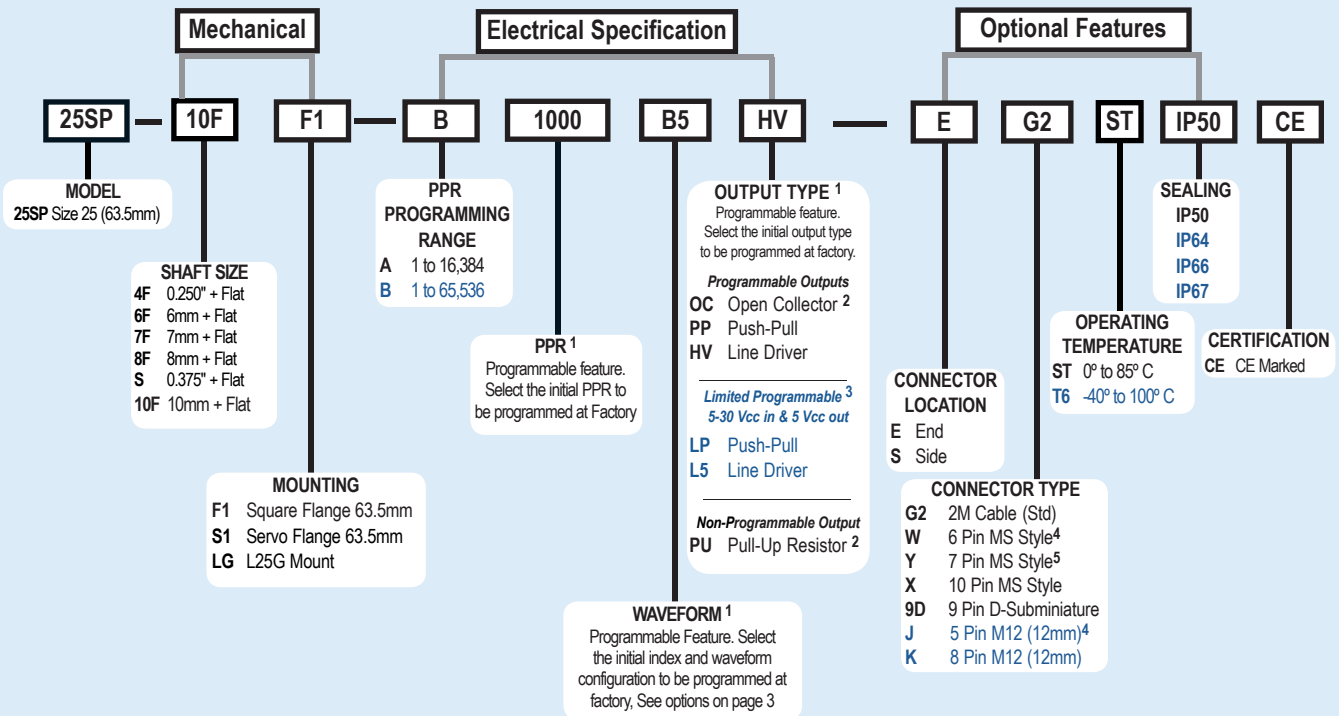 Mechanical
Electrical Specification
Optional Features
25SP
10F
F1
B
1000
B5
HV
E
G2
ST
IP50
CE
MODEL
25SP Size 25 (63.5mm)
SHAFT SIZE
4F 0.250" + Flat
6F 6mm + Flat
7F 7mm + Flat
8F 8mm + Flat
S 0.375" + Flat
10F 10mm + Flat
MOUNTING
F1 Square Flange 63.5mm
S1 Servo Flange 63.5mm
LG L25G Mount
PPR
PROGRAMMING
RANGE
A 1 to 16,384
B 1 to 65,536
PPR 1
Programmable feature.
Select the initial PPR to
be programmed at Factory
WAVEFORM 1
Programmable Feature. Select
the initial index and waveform
configuration to be programmed at
factory, See options on page 3
OUTPUT TYPE 1
Programmable feature.
Select the initial output type
to be programmed at factory.
Programmable Outputs
OC Open Collector 2
PP Push-Pull
HV Line Driver
Limited Programmable 3
5-30 Vcc in & 5 Vcc out
LP Push-Pull
L5 Line Driver
Non-Programmable Output
PU Pull-Up Resistor 2
CONNECTOR
LOCATION
E End
S Side
CONNECTOR TYPE
G2 2M Cable (Std)
W 6 Pin MS Style4
Y 7 Pin MS Style5
X 10 Pin MS Style
9D 9 Pin D-Subminiature
J 5 Pin M12 (12mm)4
K 8 Pin M12 (12mm)
OPERATING
TEMPERATURE
ST 0º to 85º C
T6 -40º to 100º C
SEALING
IP50
IP64
IP66
IP67
CERTIFICATION
CE CE Marked